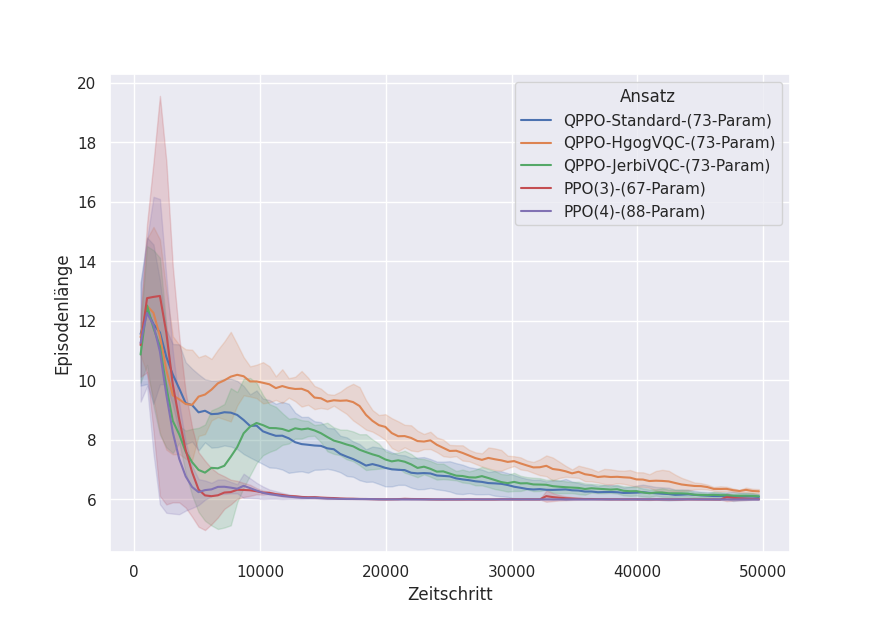 20
18
16
14
12
10
8
6
Episodenlänge
Ansatz
QPPO-Standard-(73-Param)
QPPO-HgogVQC-(73-Param)
QPPO-JerbiVQC-(73-Param)
PPO(3)-(67-Param)
PPO(4)-(88-Param)
0 10000 20000 30000 40000 50000
Zeitschritt